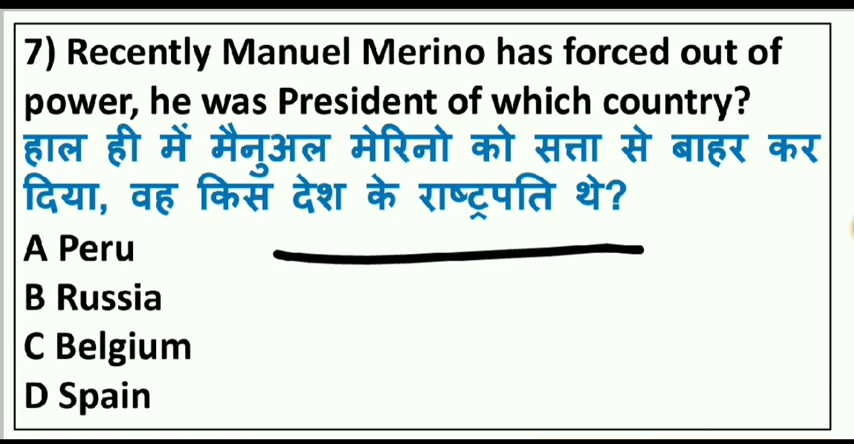 7) Recently Manuel Merino has forced out of
power, he was President of which country?
हाल ही में मैनुअल मेरिनो को सत्ता से बाहर कर
दिया, वह किस देश के राष्ट्रपति थे?
A Peru
B Russia
C Belgium
D Spain